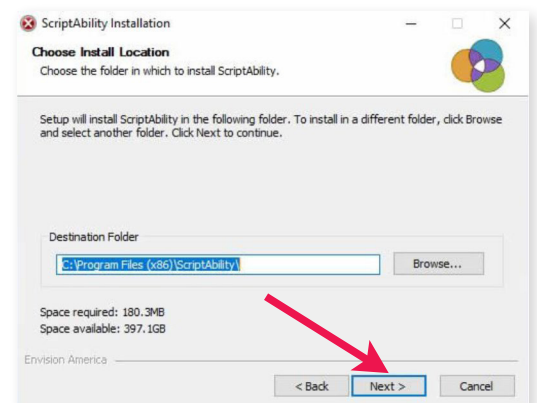 ScriptAbility Installation
Choose Install Location
Choose the folder in which to install ScriptAbility.
Setup will install ScriptAbility in the following folder. To install in a different folder, click Browse
and select another folder. Click Next to continue.
Destination Folder
C:\Program Files (x86)\ScriptAbility\
Browse...
Space required: 180.3MB
Space available: 397.1GB
Envision America
< Back
Next >
Cancel